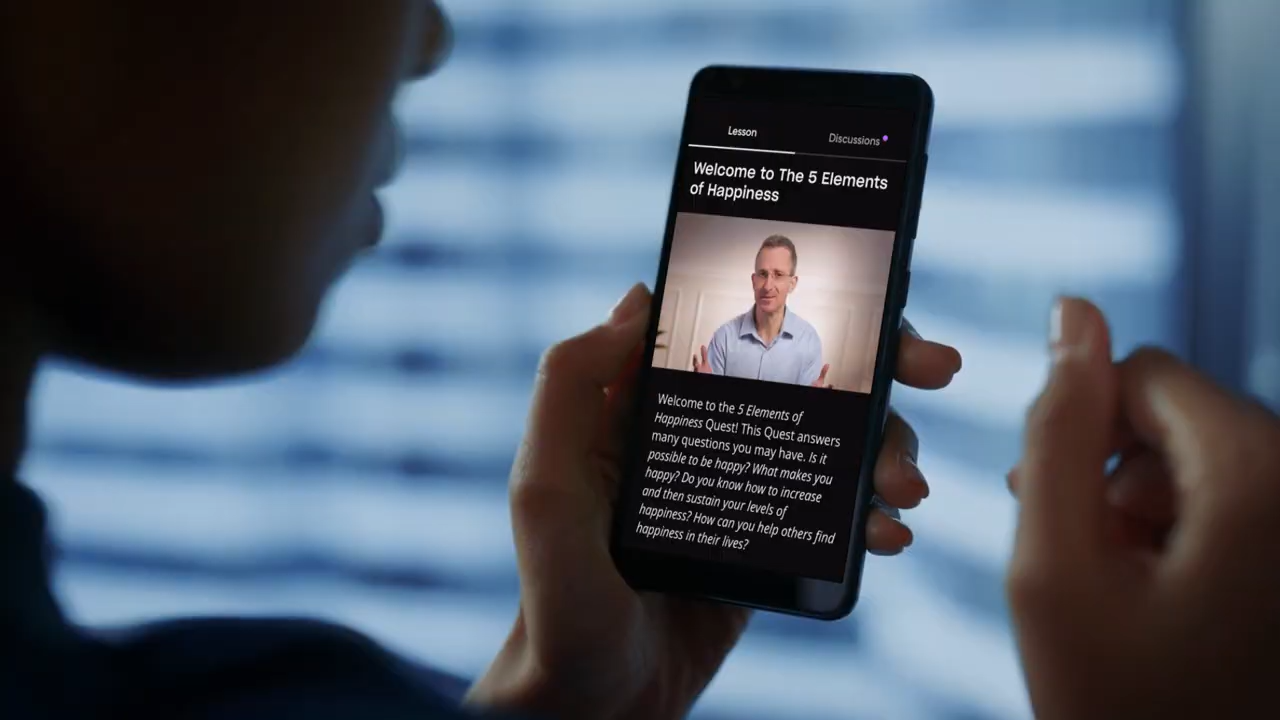 Lesson
Discussions
Welcome to The 5 Elements
of Happiness
Welcome to the 5 Elements of
Happiness Quest! This Quest answers
many questions you may have. Is it
possible to be happy? What makes you
happy? Do you know how to increase
and then sustain your levels of
happiness? How can you help others find
happiness in their lives?